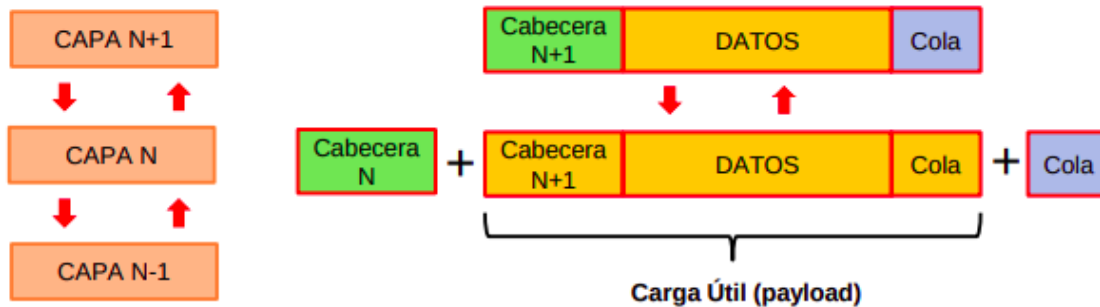 CAPA N+1
CAPA N
CAPA N-1
Cabecera
N+1
DATOS
Cola
Cabecera
N
+
Cabecera
N+1
DATOS
Cola
+
Cola
Carga Útil (payload)